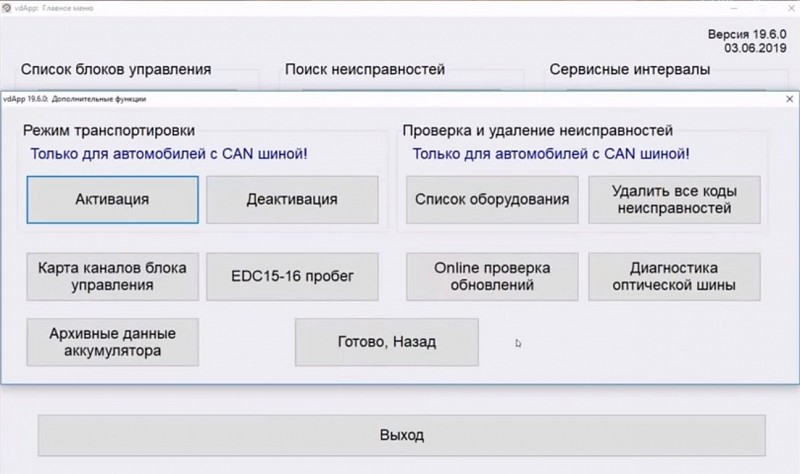 vdApp: Главное меню
Версия 19.6.0
03.06.2019
Список блоков управления
Поиск неисправностей
Сервисные интервалы
vdApp 19.6.0: Дополнительные функции
Режим транспортировки
Только для автомобилей с CAN шиной!
Активация
Деактивация
Проверка и удаление неисправностей
Только для автомобилей с CAN шиной!
Список оборудования
Удалить все коды
неисправностей
Карта каналов блока
управления
EDC15-16 пробег
Online проверка
обновлений
Диагностика
оптической шины
Архивные данные
аккумулятора
Готово, Назад
Выход